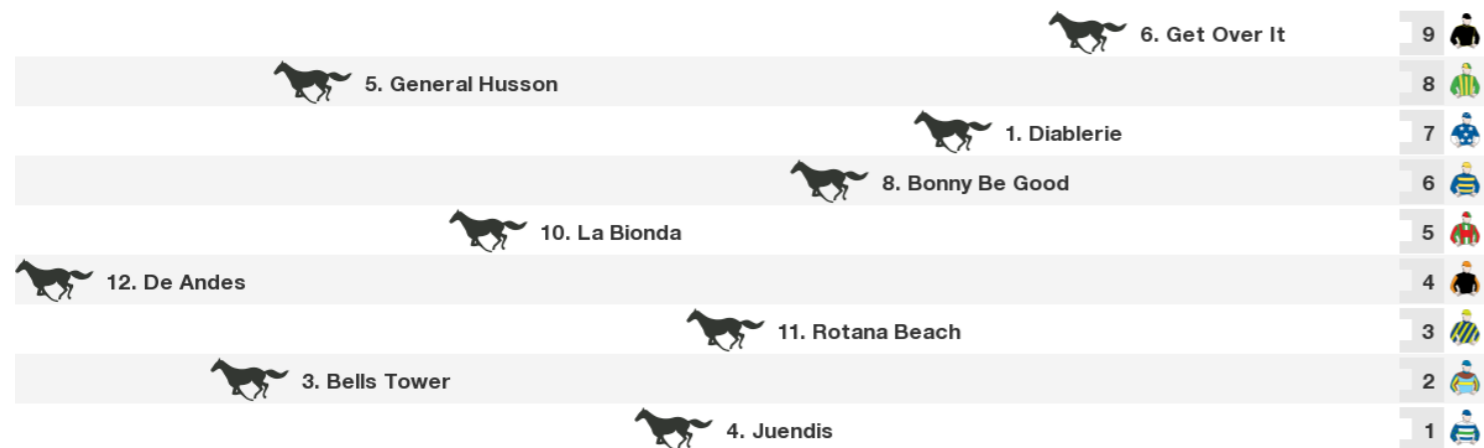 6. Get Over It 9
5. General Husson 8
1. Diablerie 7
8. Bonny Be Good 6
10. La Bionda 5
12. De Andes 4
11. Rotana Beach 3
3. Bells Tower 2
4. Juendis 1